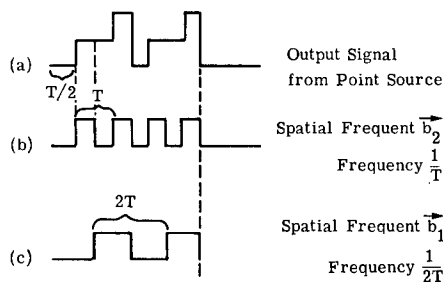 (a)
T/2
T
Output Signal
from Point Source
(b)
Spatial Frequent b₂
Frequency 1/T
(c)
2T
Spatial Frequent b₁
Frequency 1/2T